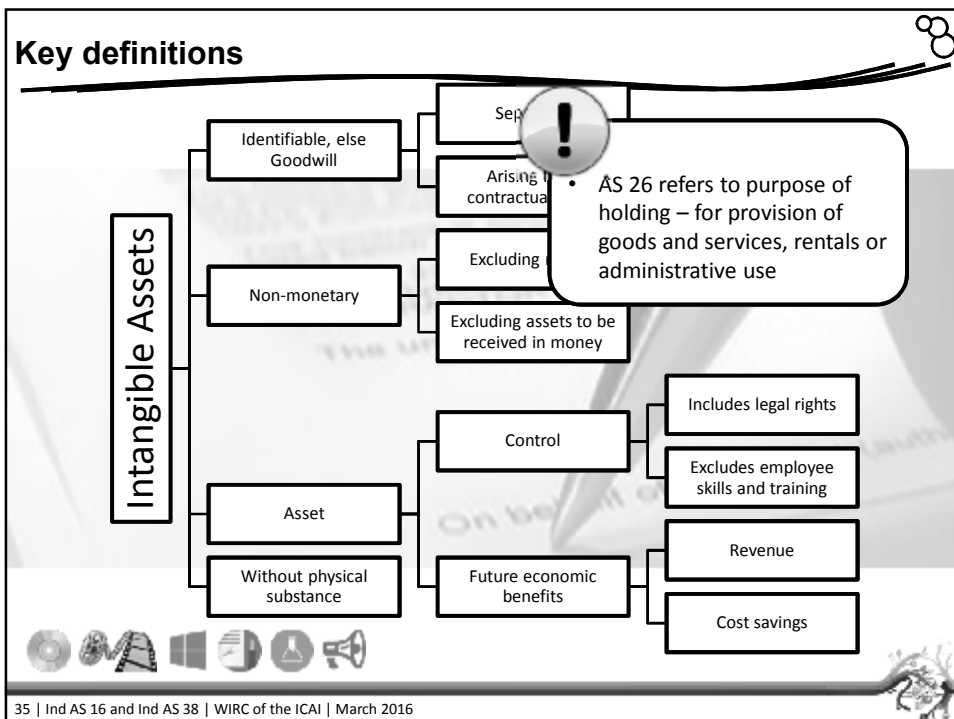 Key definitions
Intangible Assets
Identifiable, else
Goodwill
Arising
contractua
• AS 26 refers to purpose of
holding – for provision of
goods and services, rentals or
administrative use
Non-monetary
Excluding
Excluding assets to be
received in money
Asset
Control
Includes legal rights
Excludes employee
skills and training
Future economic
benefits
Revenue
Cost savings
Without physical
substance
On behalf of
35 | Ind AS 16 and Ind AS 38 | WIRC of the ICAI | March 2016